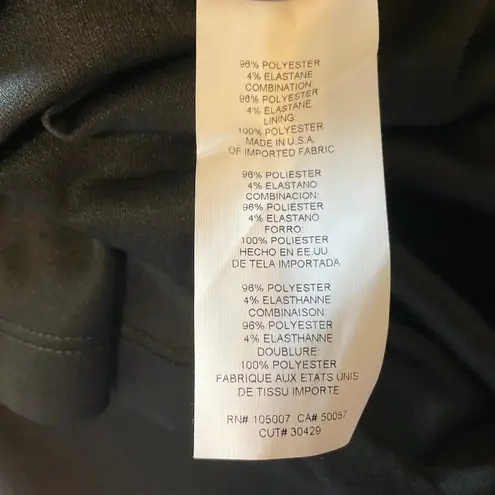 96% POLYESTER
4% ELASTANE
COMBINATION:
96% POLYESTER
4% ELASTANE
LINING:
100% POLYESTER
MADE IN U.S.A.
OF IMPORTED FABRIC
96% POLIESTER
4% ELASTANO
COMBINACION:
96% POLIESTER
4% ELASTANO
FORRO:
100% POLIESTER
HECHO EN EE.UU.
DE TELA IMPORTADA
96% POLYESTER
4% ELASTHANNE
COMBINAISON:
96% POLYESTER
4% ELASTHANNE
DOUBLURE:
100% POLYESTER
FABRIQUE AUX ETATS UNIS
DE TISSU IMPORTE
RN# 105007 CA# 50057
CUT# 30429